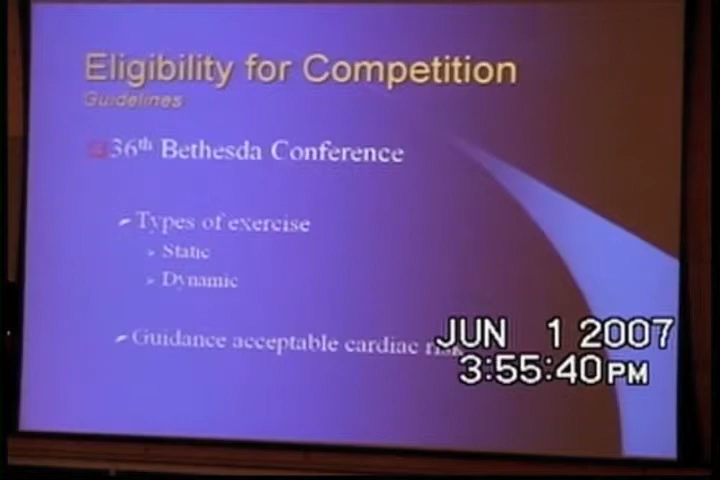 Eligibility for Competition
Guidelines
36th Bethesda Conference
Types of exercise
Static
Dynamic
Guidance acceptable cardiac risk
JUN 1 2007
3:55:40PM